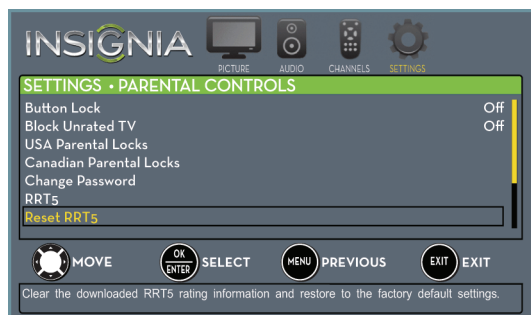 INSIGNIA
PICTURE AUDIO CHANNELS SETTINGS
SETTINGS • PARENTAL CONTROLS
Button Lock Off
Block Unrated TV Off
USA Parental Locks
Canadian Parental Locks
Change Password
RRT5
Reset RRT5
MOVE OK ENTER SELECT MENU PREVIOUS EXIT EXIT
Clear the downloaded RRT5 rating information and restore to the factory default settings.